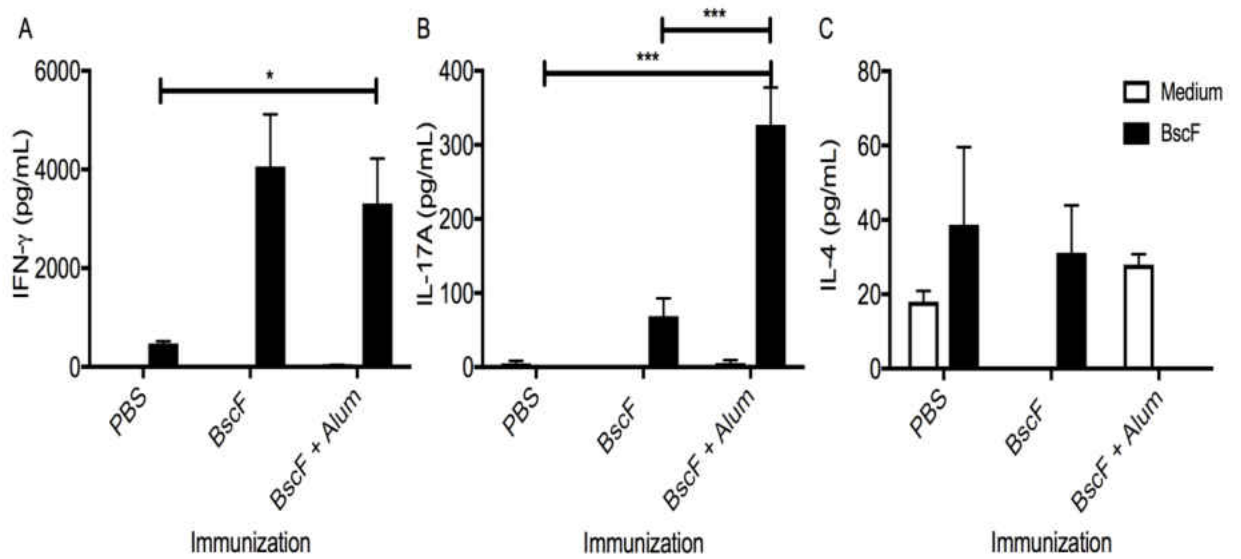 A
IFN-γ (pg/mL)
6000
4000
2000
0
*
PBS
BscF
BscF + Alum
Immunization
B
IL-17A (pg/mL)
400
300
200
100
0
***
***
PBS
BscF
BscF + Alum
Immunization
C
IL-4 (pg/mL)
80
60
40
20
0
Medium
BscF
PBS
BscF
BscF + Alum
Immunization